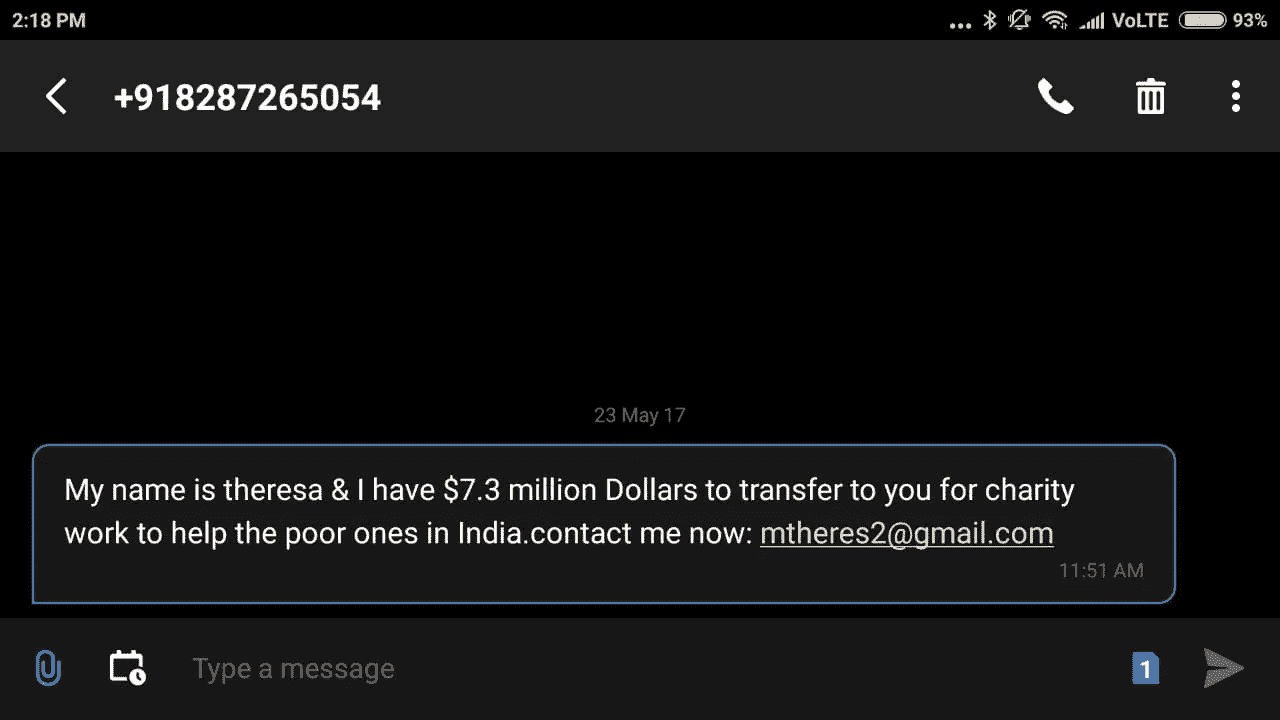 2:18 PM ... VoLTE 93%
+918287265054
23 May 17
My name is theresa & I have $7.3 million Dollars to transfer to you for charity
work to help the poor ones in India.contact me now: mtheres2@gmail.com
11:51 AM
Type a message 1